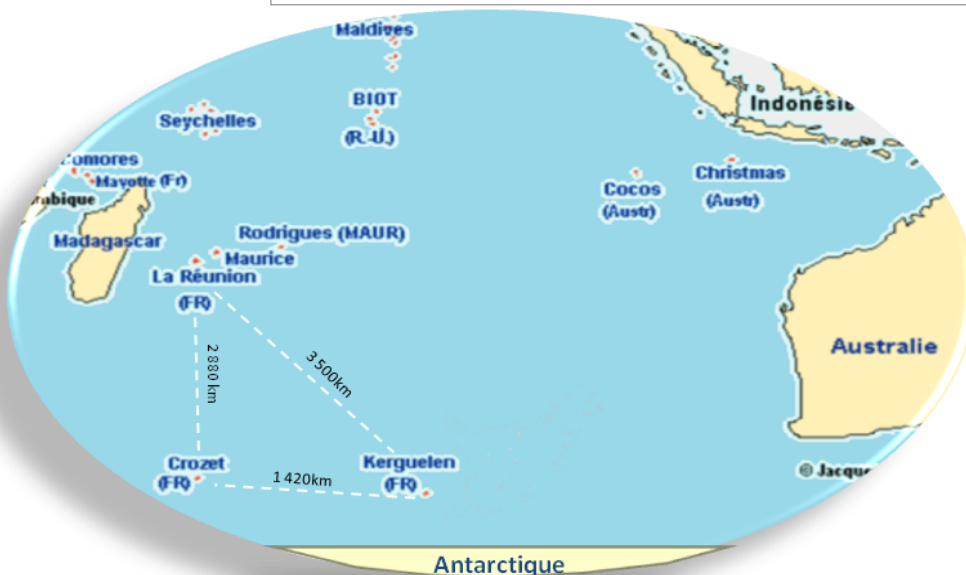 Maldives
BIOT
(R.-U.)
Seychelles
Indonésie
Comores
Mayotte (Fr)
Christmas
(Austr)
Cocos
(Austr)
Madagascar
Rodrigues (MAUR)
Maurice
La Réunion
(FR)
Australie
3 500km
2 880 km
Crozet
(FR)
Kerguelen
(FR)
1 420km
© Jacque
Antarctique